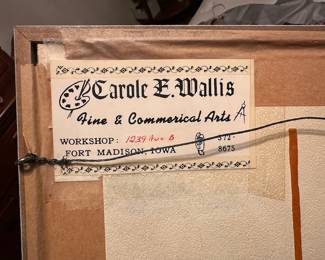 Carole E. Wallis
Fine & Commerical Arts
WORKSHOP: 1239 Ave B 372-
FORT MADISON, IOWA 8675